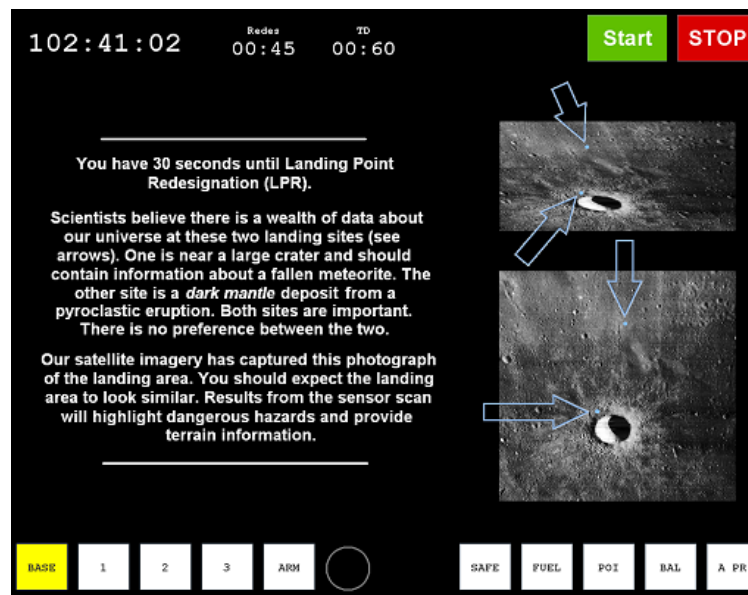 102:41:02
Redes
00:45
TD
00:60
Start
STOP
You have 30 seconds until Landing Point
Redesignation (LPR).
Scientists believe there is a wealth of data about
our universe at these two landing sites (see
arrows). One is near a large crater and should
contain information about a fallen meteorite. The
other site is a dark mantle deposit from a
pyroclastic eruption. Both sites are important.
There is no preference between the two.
Our satellite imagery has captured this photograph
of the landing area. You should expect the landing
area to look similar. Results from the sensor scan
will highlight dangerous hazards and provide
terrain information.
BASE
1
2
3
ARM
SAFE
FUEL
POI
BAL
A PR